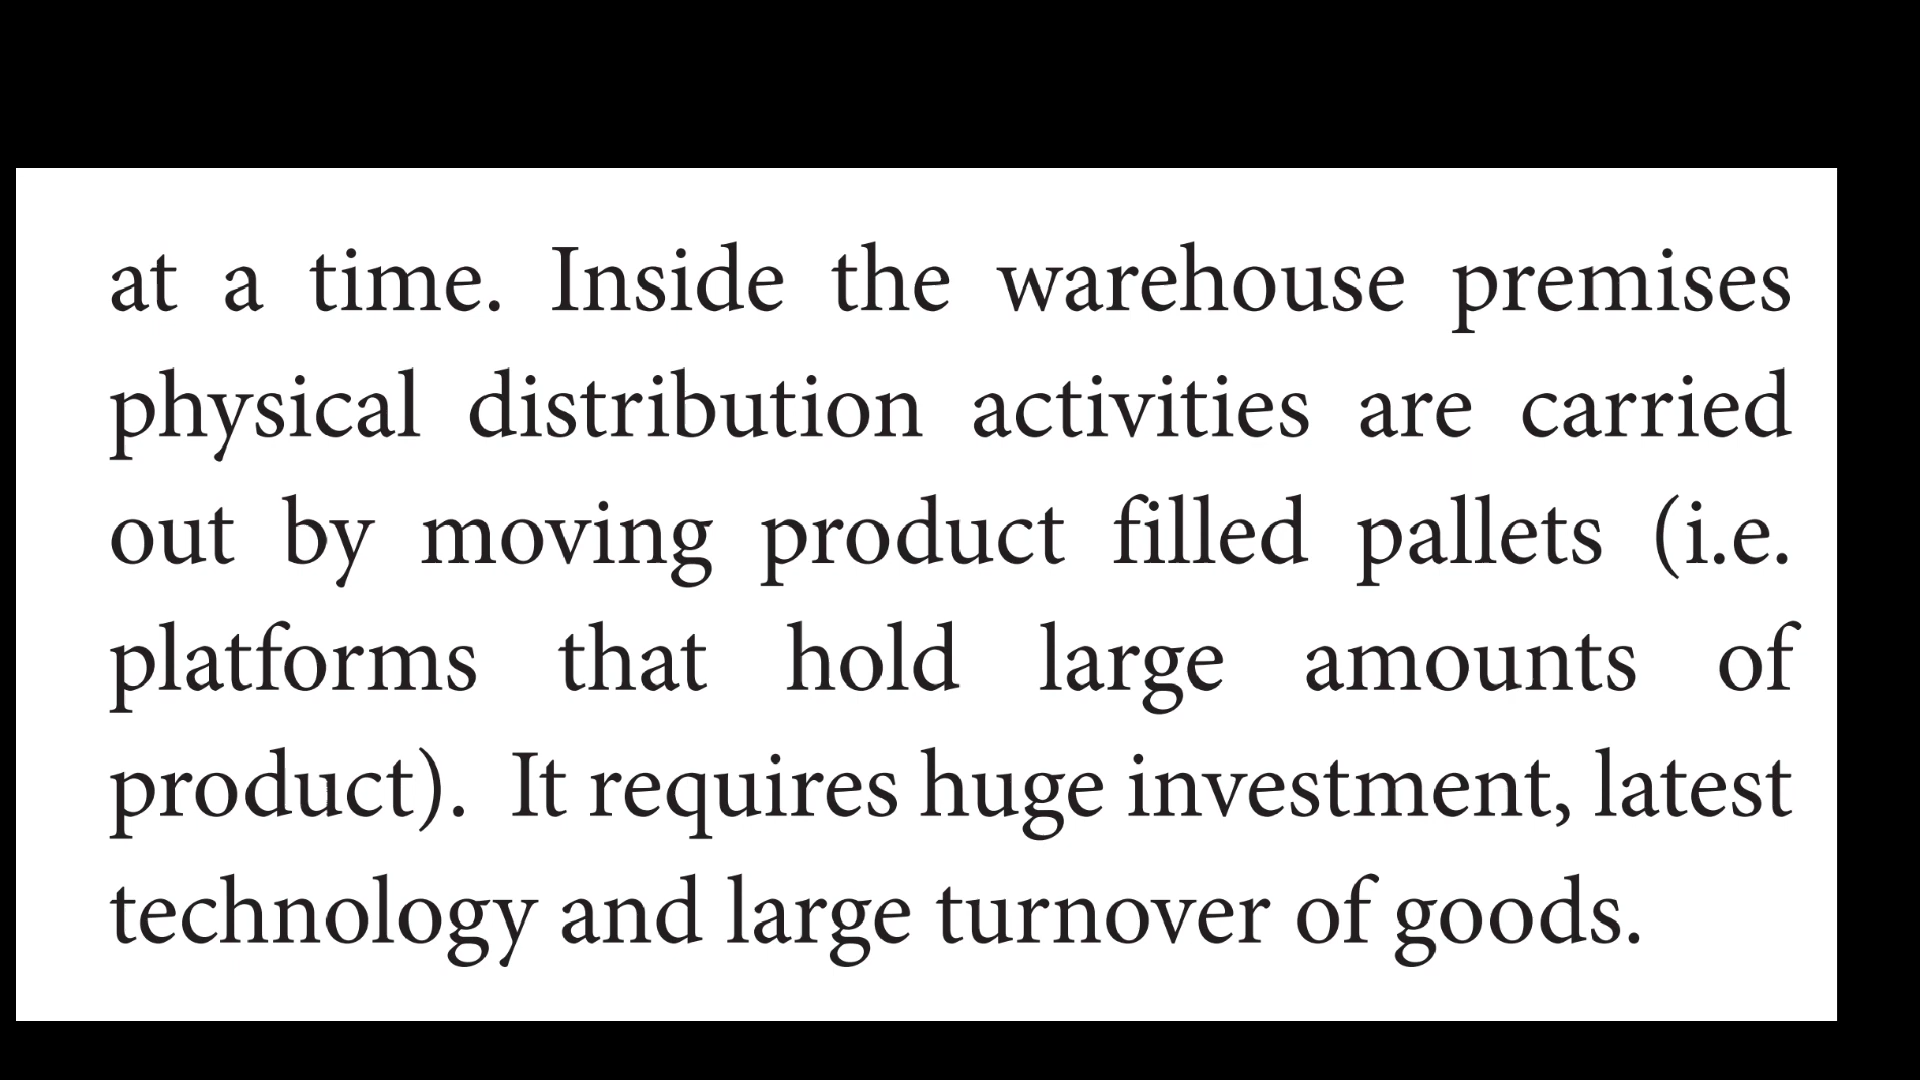 at a time. Inside the warehouse premises
physical distribution activities are carried
out by moving product filled pallets (i.e.
platforms that hold large amounts of
product). It requires huge investment, latest
technology and large turnover of goods.